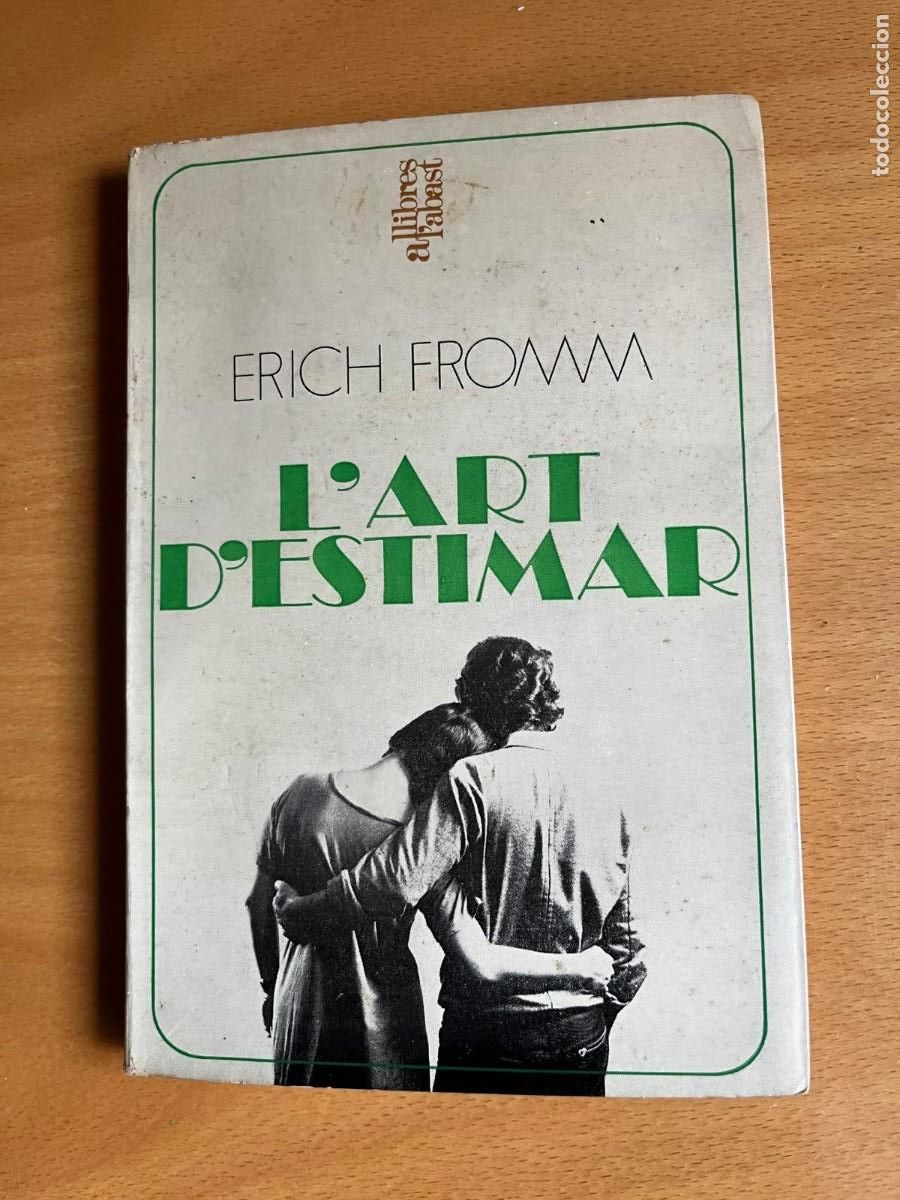 llibres
a l'abast
ERICH FROMM
L'ART
D'ESTIMAR
todocoleccion